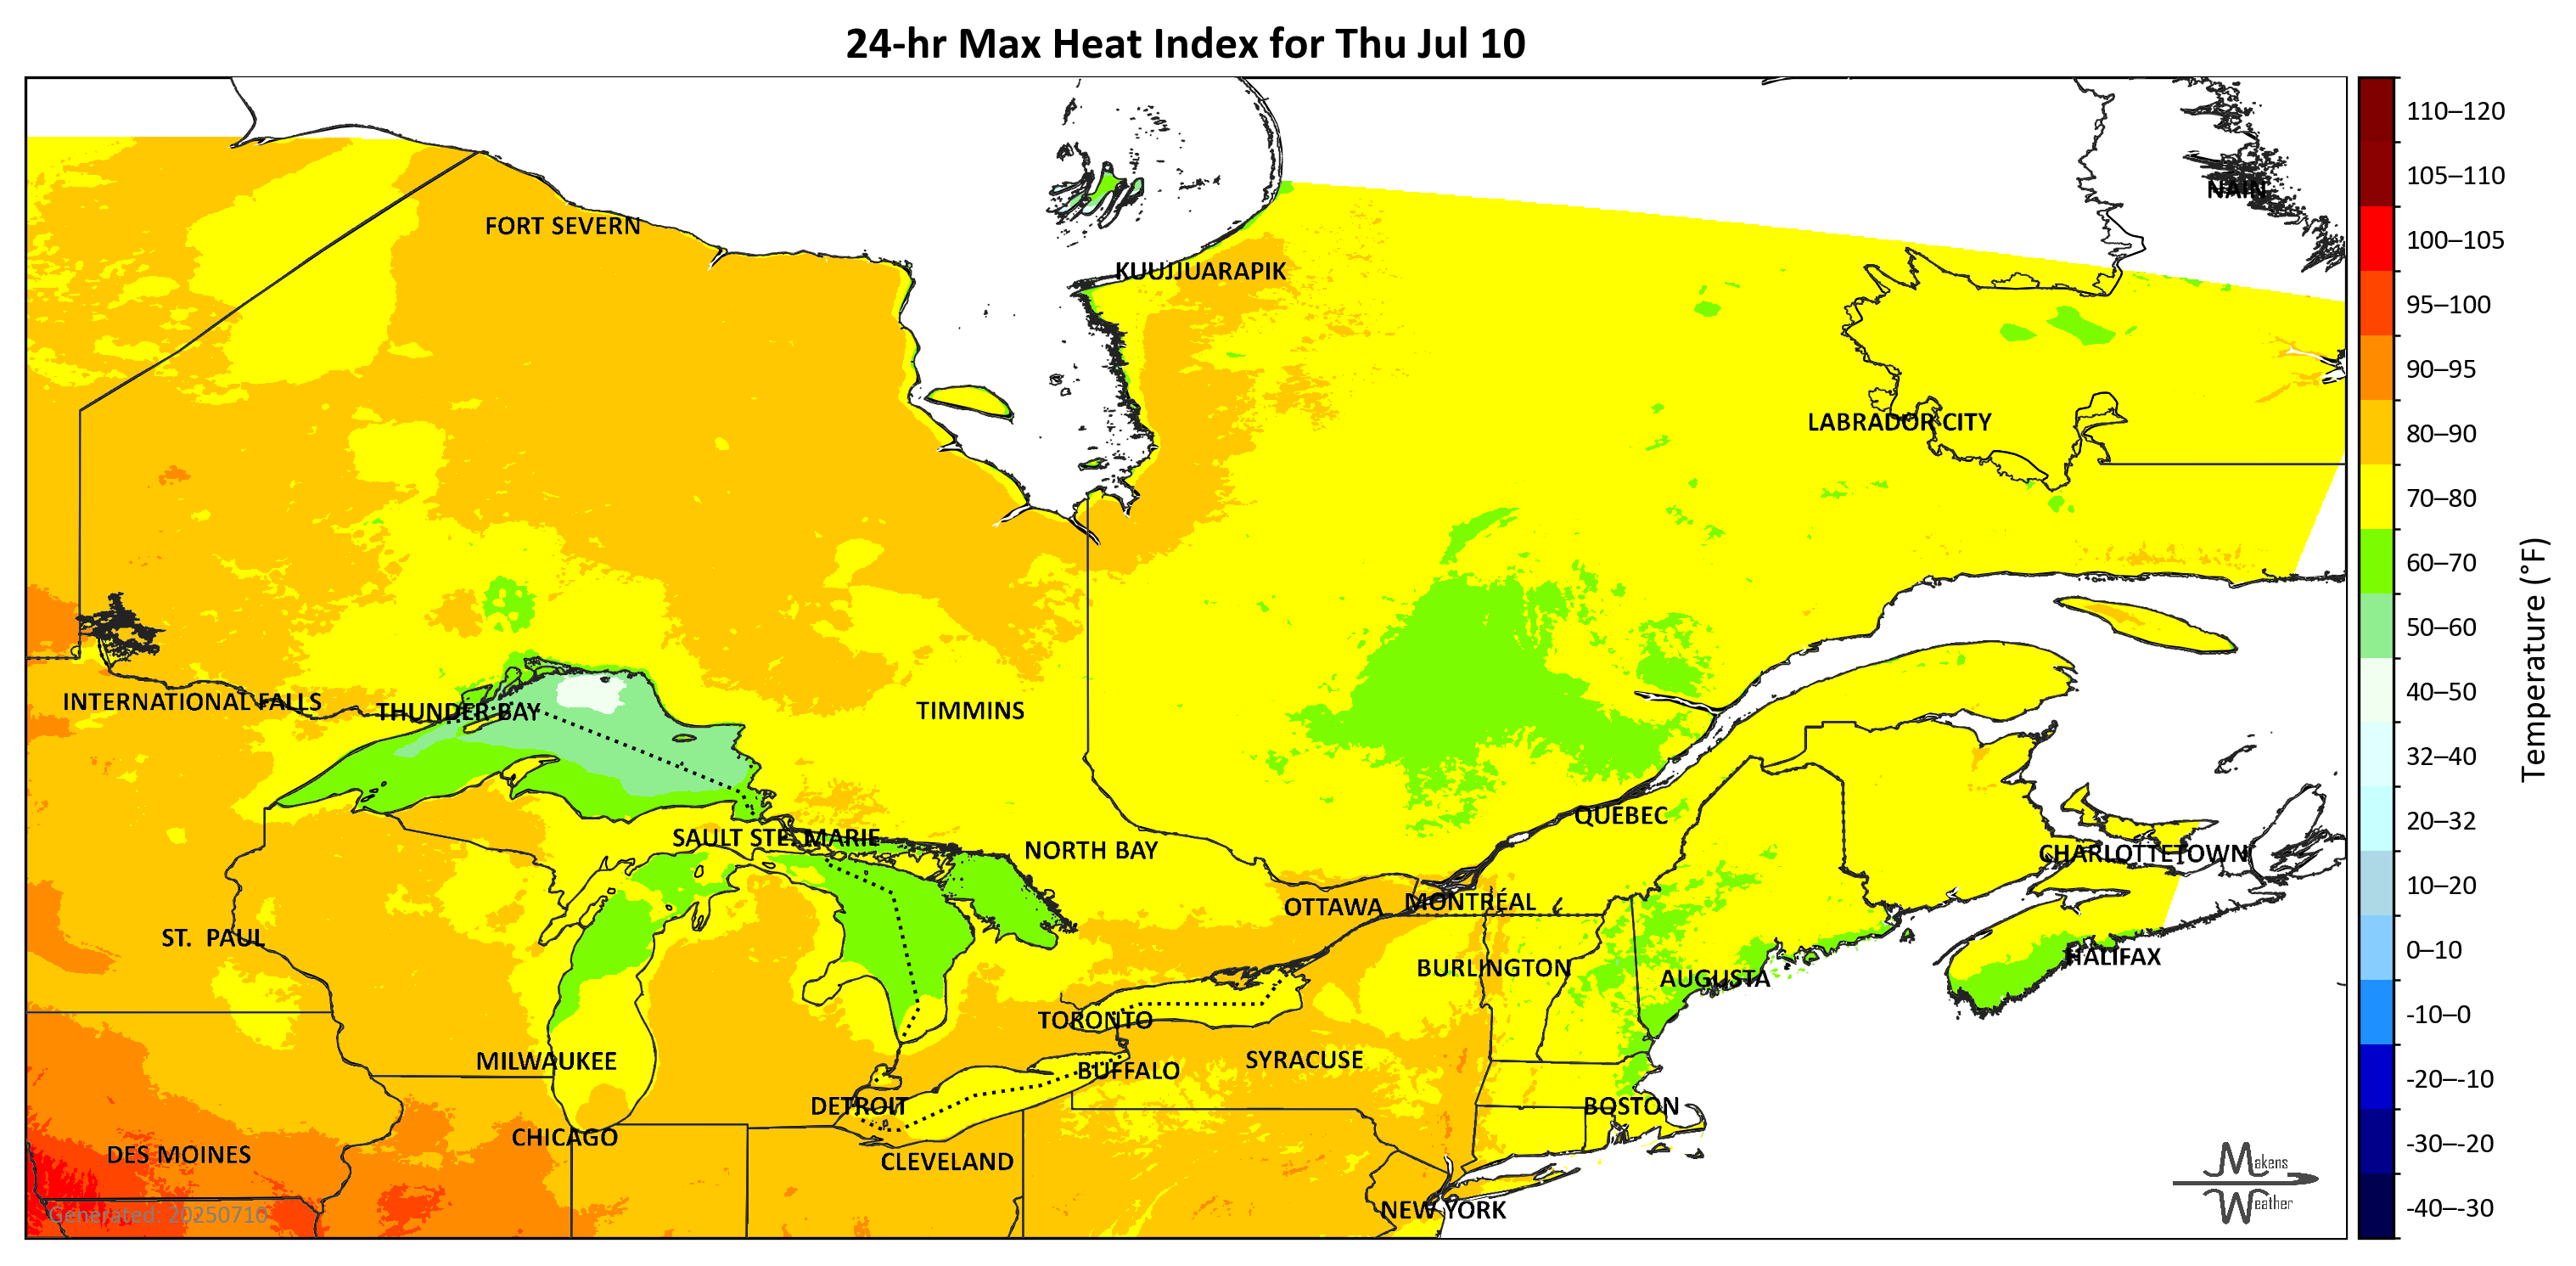 24-hr Max Heat Index for Thu Jul 10
NAIN
FORT SEVERN
KUUJJUARAPIK
LABRADOR CITY
INTERNATIONAL FALLS
THUNDER BAY
TIMMINS
QUEBEC
SAULT STE. MARIE
NORTH BAY
CHARLOTTETOWN
OTTAWA
MONTRÉAL
ST. PAUL
HALIFAX
BURLINGTON
AUGUSTA
TORONTO
MILWAUKEE
SYRACUSE
BUFFALO
DETROIT
BOSTON
CHICAGO
DES MOINES
CLEVELAND
NEW YORK
Generated: 20250710
Makens
Weather
110–120
105–110
100–105
95–100
90–95
80–90
70–80
60–70
50–60
40–50
32–40
20–32
10–20
0–10
-10–0
-20–-10
-30–-20
-40–-30
Temperature (°F)